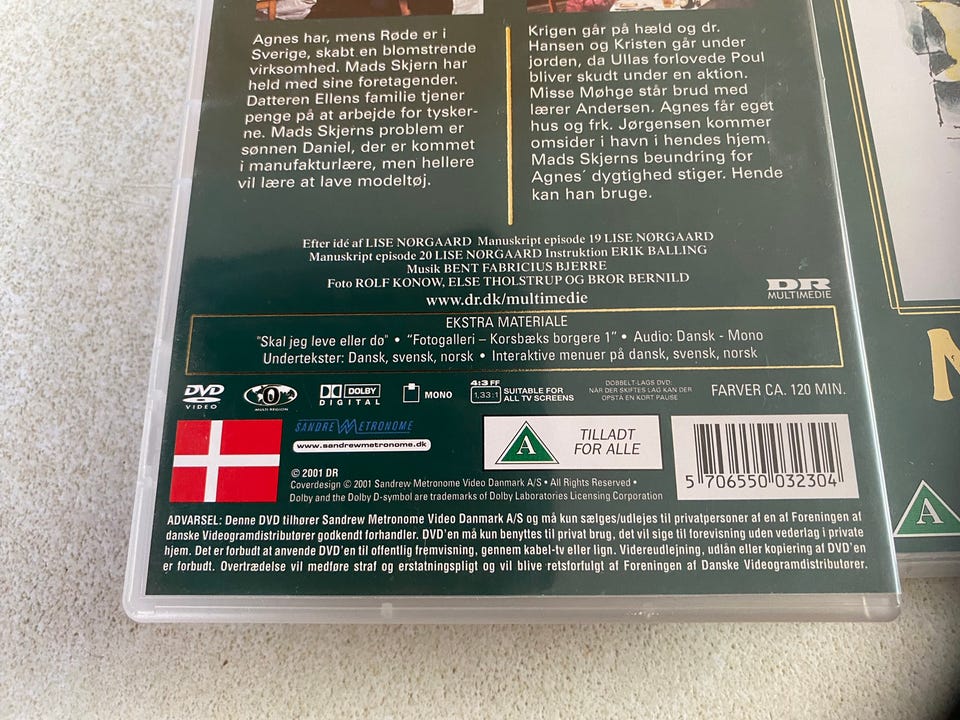 Agnes har, mens Røde er i
Sverige, skabt en blomstrende
virksomhed. Mads Skjern har
held med sine foretagender.
Datteren Ellens familie tjener
penge på at arbejde for tysker-
ne. Mads Skjerns problem er
sønnen Daniel, der er kommet
i manufakturlære, men hellere
vil lære at lave modeltøj.
Krigen går på hæld og dr.
Hansen og Kristen går under
jorden, da Ullas forlovede Poul
bliver skudt under en aktion.
Misse Møhge står brud med
lærer Andersen. Agnes får eget
hus og frk. Jørgensen kommer
omsider i havn i hendes hjem.
Mads Skjerns beundring for
Agnes´ dygtighed stiger. Hende
kan han bruge.
Efter idé af LISE NØRGAARD Manuskript episode 19 LISE NØRGAARD
Manuskript episode 20 LISE NØRGAARD Instruktion ERIK BALLING
Musik BENT FABRICIUS BJERRE
Foto ROLF KONOW, ELSE THOLSTRUP OG BROR BERNILD
www.dr.dk/multimedie
DR
MULTIMEDIE
EKSTRA MATERIALE
"Skal jeg leve eller dø" • "Fotogalleri – Korsbæks borgere 1" • Audio: Dansk - Mono
Undertekster: Dansk, svensk, norsk • Interaktive menuer på dansk, svensk, norsk
DVD
VIDEO
0
MULTI REGION
DOLBY
DIGITAL
MONO
4:3 FF
1,33:1
SUITABLE FOR
ALL TV SCREENS
DOBBELT-LAGS DVD:
NÅR DER SKIFTES LAG KAN DER
OPSTÅ EN KORT PAUSE
FARVER CA. 120 MIN.
SANDREW METRONOME
www.sandrewmetronome.dk
A
TILLADT
FOR ALLE
5 706550 032304
© 2001 DR
Coverdesign © 2001 Sandrew Metronome Video Danmark A/S • All Rights Reserved •
Dolby and the Dolby D-symbol are trademarks of Dolby Laboratories Licensing Corporation
ADVARSEL: Denne DVD tilhører Sandrew Metronome Video Danmark A/S og må kun sælges/udlejes til privatpersoner af en af Foreningen af
danske Videogramdistributører godkendt forhandler. DVD'en må kun benyttes til privat brug, det vil sige til forevisning uden vederlag i private
hjem. Det er forbudt at anvende DVD'en til offentlig fremvisning, gennem kabel-tv eller lign. Videreudlejning, udlån eller kopiering af DVD'en
er forbudt. Overtrædelse vil medføre straf og erstatningspligt og vil blive retsforfulgt af Foreningen af Danske Videogramdistributører.
A